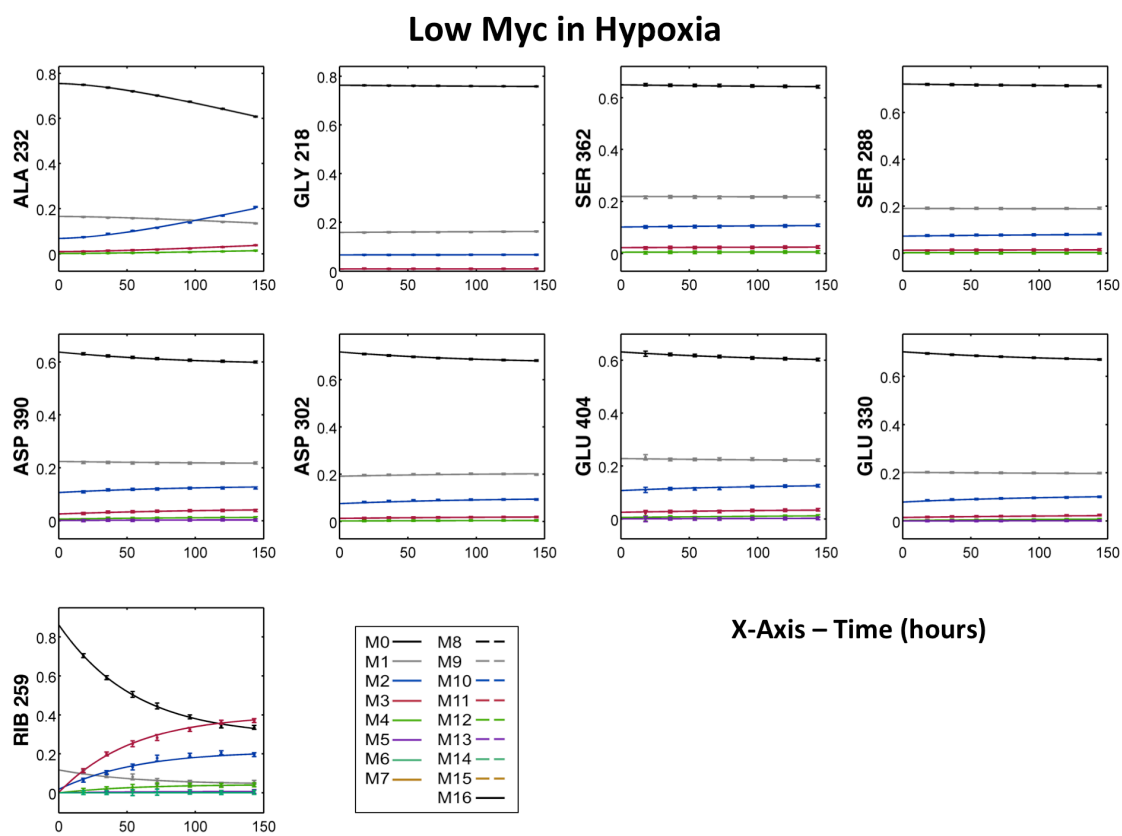 Low Myc in Hypoxia
ALA 232
0.8
0.6
0.4
0.2
0
0 50 100 150
GLY 218
0.8
0.6
0.4
0.2
0
0 50 100 150
SER 362
0.6
0.4
0.2
0
0 50 100 150
SER 288
0.6
0.4
0.2
0
0 50 100 150
ASP 390
0.6
0.4
0.2
0
0 50 100 150
ASP 302
0.6
0.4
0.2
0
0 50 100 150
GLU 404
0.6
0.4
0.2
0
0 50 100 150
GLU 330
0.6
0.4
0.2
0
0 50 100 150
RIB 259
0.8
0.6
0.4
0.2
0
0 50 100 150
M0 M8
M1 M9
M2 M10
M3 M11
M4 M12
M5 M13
M6 M14
M7 M15
M16
X-Axis – Time (hours)